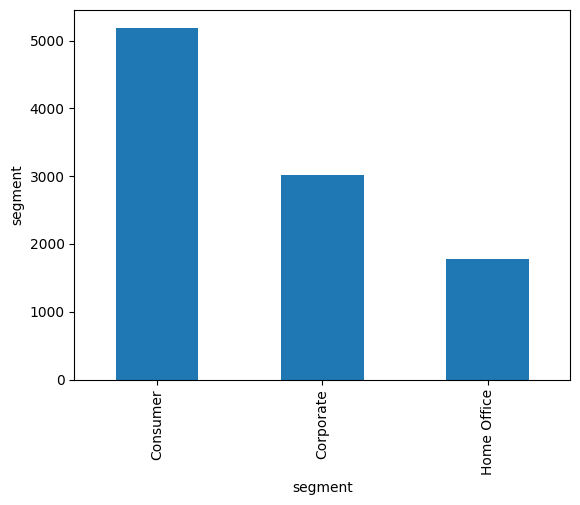 5000
4000
3000
2000
1000
0
segment
Consumer
Corporate
Home Office
segment